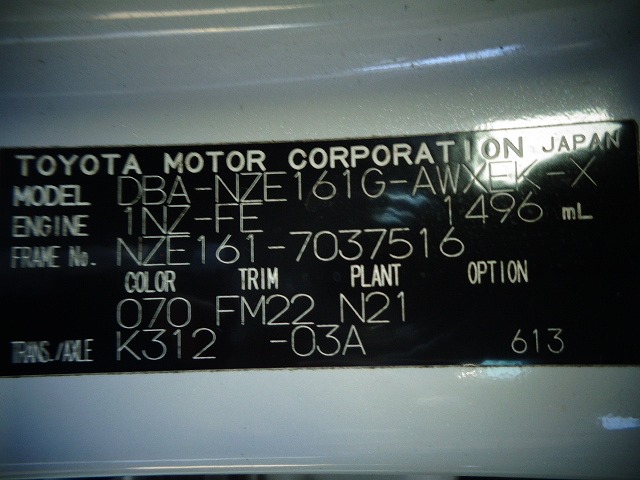 TOYOTA MOTOR CORPORATION JAPAN
MODEL DBA-NZE161G-AWXEK-X
ENGINE 1NZ-FE 1496 mL
FRAME No. NZE161-7037516
COLOR TRIM PLANT OPTION
070 FM22 N21
TRANS./AXLE K312 -03A 613